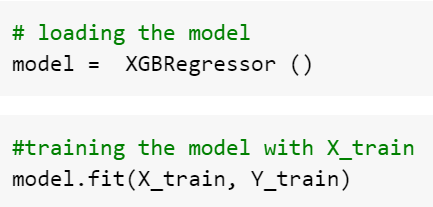 # loading the model
model =  XGBRegressor ()
#training the model with X_train
model.fit(X_train, Y_train)